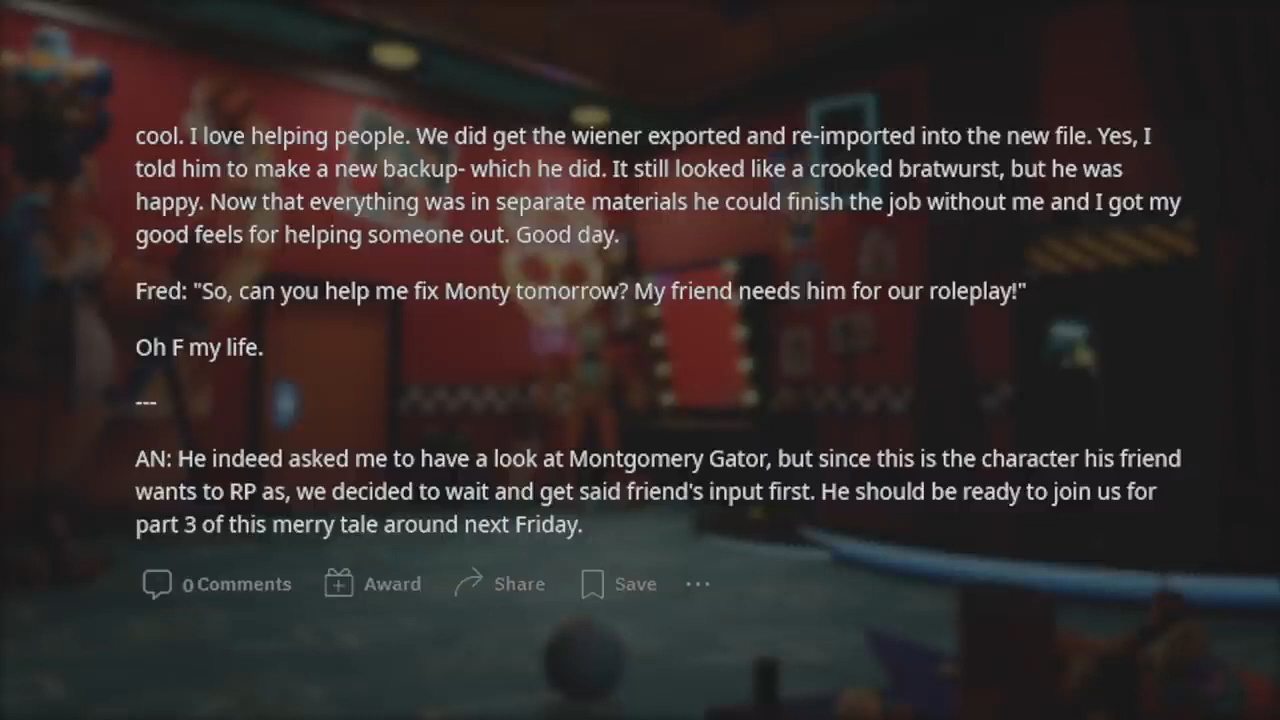 cool. I love helping people. We did get the wiener exported and re-imported into the new file. Yes, I
told him to make a new backup- which he did. It still looked like a crooked bratwurst, but he was
happy. Now that everything was in separate materials he could finish the job without me and I got my
good feels for helping someone out. Good day.
Fred: "So, can you help me fix Monty tomorrow? My friend needs him for our roleplay!"
Oh F my life.
---
AN: He indeed asked me to have a look at Montgomery Gator, but since this is the character his friend
wants to RP as, we decided to wait and get said friend's input first. He should be ready to join us for
part 3 of this merry tale around next Friday.
0 Comments Award Share Save ···